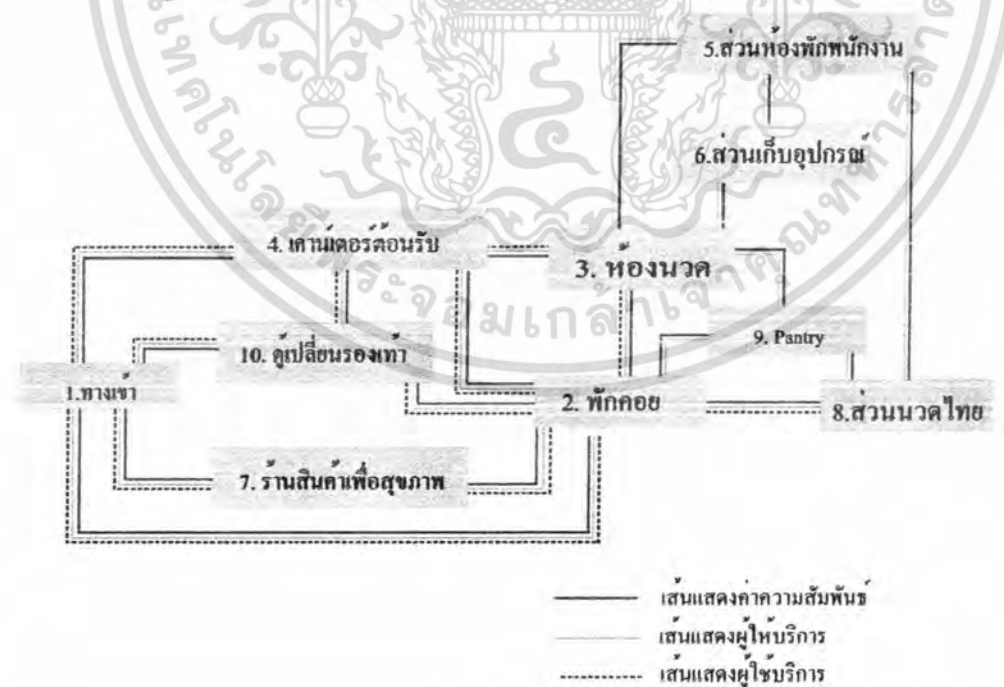 5.ส่วนห้องพักพนักงาน
6.ส่วนเก็บอุปกรณ์
4. เคาน์เตอร์ต้อนรับ
3. ห้องนวด
9. Pantry
10. ตู้เปลี่ยนรองเท้า
1.ทางเข้า
2. พักคอย
8.ส่วนนวดไทย
7. ร้านสินค้าเพื่อสุขภาพ
เส้นแสดงค่าความสัมพันธ์
เส้นแสดงผู้ให้บริการ
เส้นแสดงผู้ใช้บริการ